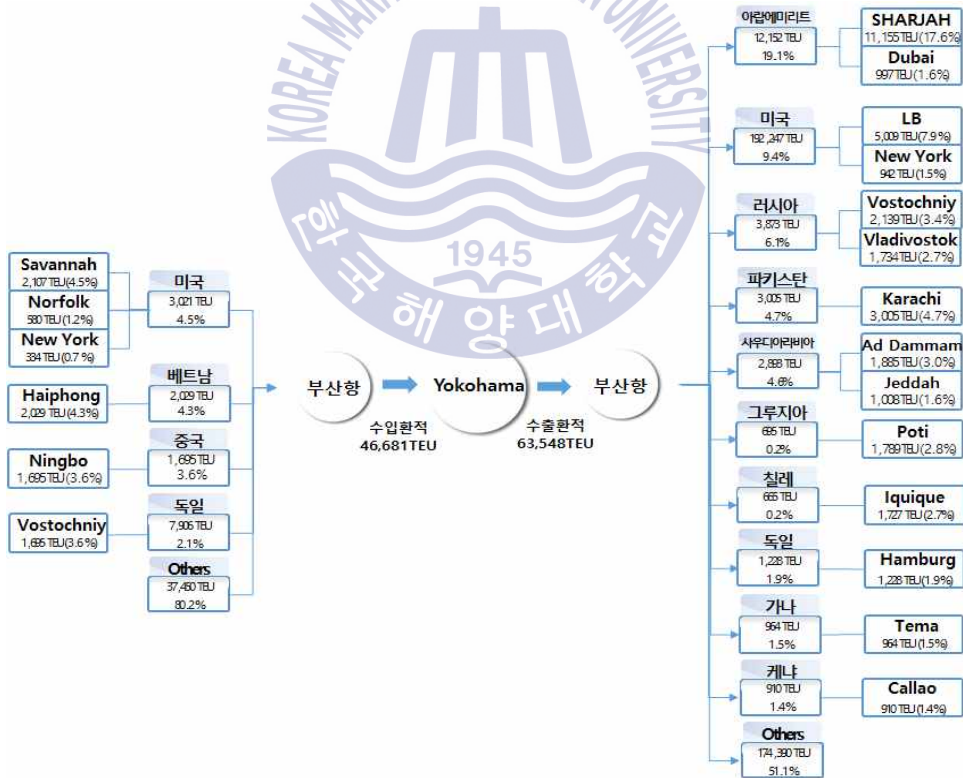 KOREA MARITIME
UNIVERSITY
1945
한국해양대학교
Savannah
2,107 TEU(4.5%)
Norfolk
580 TEU(1.2%)
New York
334 TEU(0.7%)
Haiphong
2,029 TEU(4.3%)
Ningbo
1,695 TEU(3.6%)
Vostochniy
1,695 TEU(3.6%)
미국
3,021 TEU
4.5%
베트남
2,029 TEU
4.3%
중국
1,695 TEU
3.6%
독일
7,906 TEU
2.1%
Others
37,450 TEU
80.2%
부산항
수입환적
46,681TEU
Yokohama
수출환적
63,548TEU
부산항
아랍에미리트
12,152 TEU
19.1%
SHARJAH
11,155 TEU(17.6%)
Dubai
997 TEU(1.6%)
미국
192,247 TEU
9.4%
LB
5,009 TEU(7.9%)
New York
942 TEU(1.5%)
러시아
3,873 TEU
6.1%
Vostochniy
2,139 TEU(3.4%)
Vladivostok
1,734 TEU(2.7%)
파키스탄
3,005 TEU
4.7%
Karachi
3,005 TEU(4.7%)
사우디아라비아
2,893 TEU
4.6%
Ad Dammam
1,885 TEU(3.0%)
Jeddah
1,008 TEU(1.6%)
그루지아
TEU
0.2%
Poti
1,789 TEU(2.8%)
칠레
TEU
0.2%
Iquique
1,727 TEU(2.7%)
독일
1,228 TEU
1.9%
Hamburg
1,228 TEU(1.9%)
가나
964 TEU
1.5%
Tema
964 TEU(1.5%)
케냐
910 TEU
1.4%
Callao
910 TEU(1.4%)
Others
174,390 TEU
51.1%